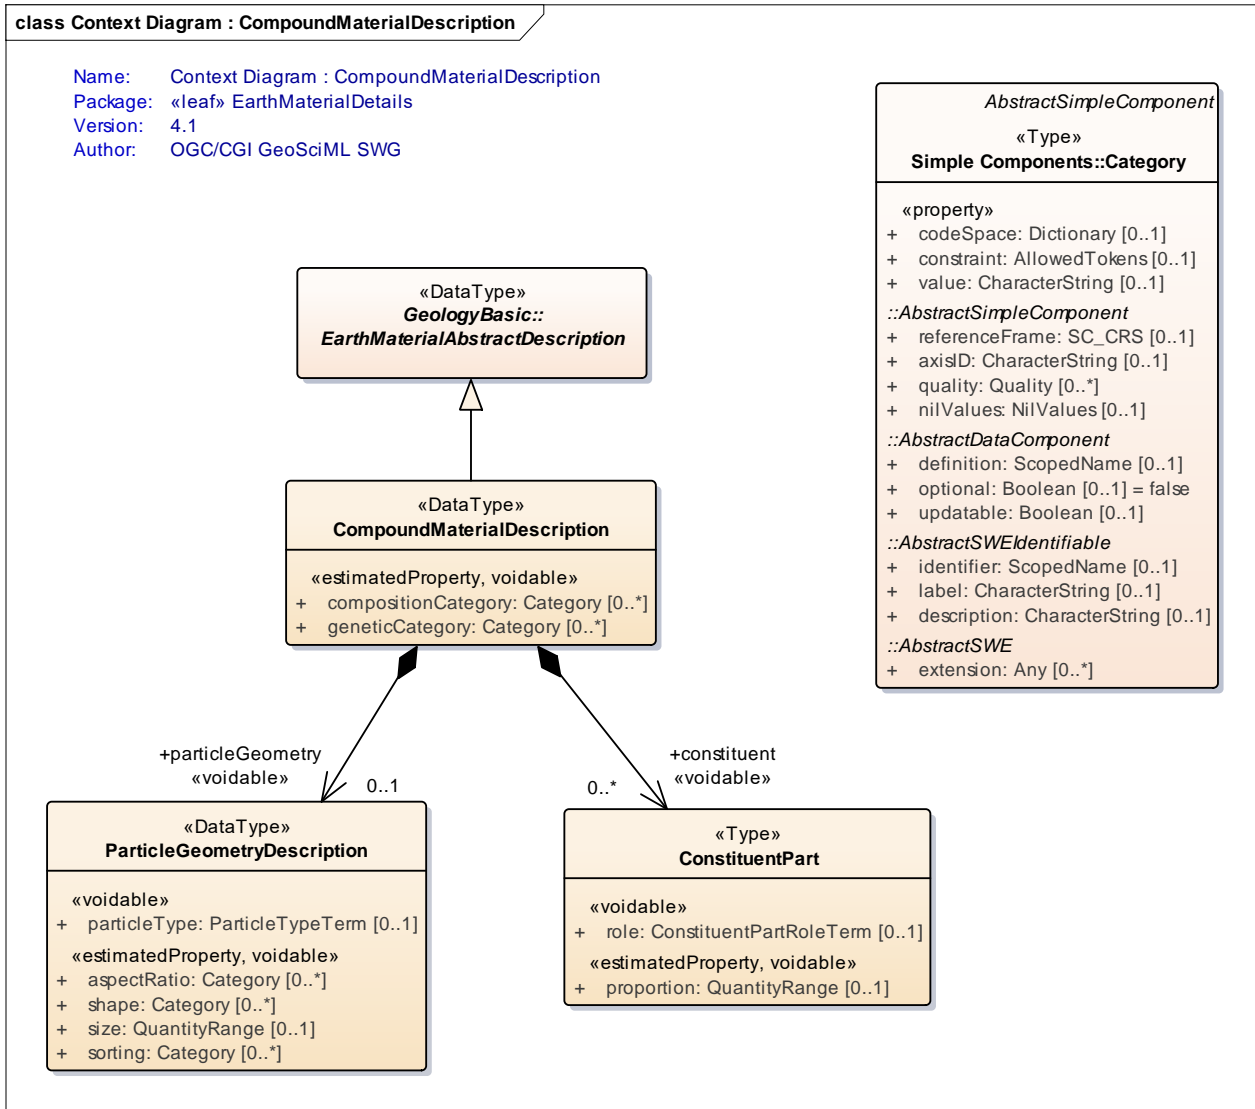 class Context Diagram : CompoundMaterialDescription
Name: Context Diagram : CompoundMaterialDescription
Package: «leaf» EarthMaterialDetails
Version: 4.1
Author: OGC/CGI GeoSciML SWG
AbstractSimpleComponent
«Type»
Simple Components::Category
«property»
+ codeSpace: Dictionary [0..1]
+ constraint: AllowedTokens [0..1]
+ value: CharacterString [0..1]
::AbstractSimpleComponent
+ referenceFrame: SC_CRS [0..1]
+ axisID: CharacterString [0..1]
+ quality: Quality [0..*]
+ nilValues: NilValues [0..1]
::AbstractDataComponent
+ definition: ScopedName [0..1]
+ optional: Boolean [0..1] = false
+ updatable: Boolean [0..1]
::AbstractSWEIdentifiable
+ identifier: ScopedName [0..1]
+ label: CharacterString [0..1]
+ description: CharacterString [0..1]
::AbstractSWE
+ extension: Any [0..*]
«DataType»
GeologyBasic::
EarthMaterialAbstractDescription
«DataType»
CompoundMaterialDescription
«estimatedProperty, voidable»
+ compositionCategory: Category [0..*]
+ geneticCategory: Category [0..*]
+particleGeometry
«voidable»
0..1
+constituent
«voidable»
0..*
«DataType»
ParticleGeometryDescription
«voidable»
+ particleType: ParticleTypeTerm [0..1]
«estimatedProperty, voidable»
+ aspectRatio: Category [0..*]
+ shape: Category [0..*]
+ size: QuantityRange [0..1]
+ sorting: Category [0..*]
«Type»
ConstituentPart
«voidable»
+ role: ConstituentPartRoleTerm [0..1]
«estimatedProperty, voidable»
+ proportion: QuantityRange [0..1]